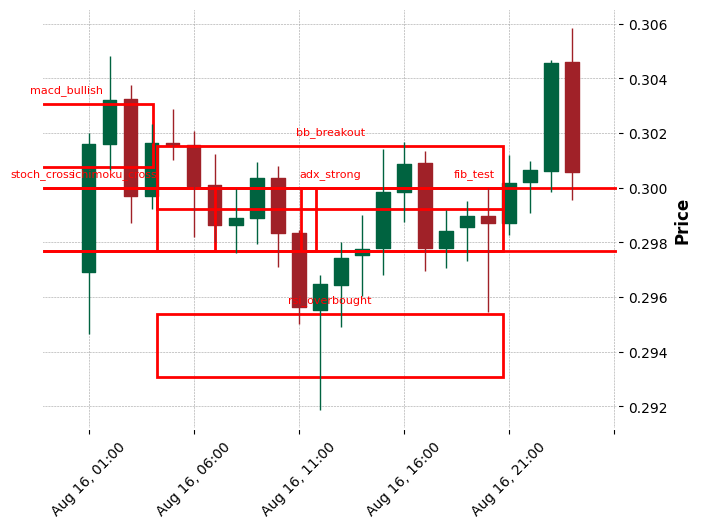 macd_bullish
bb_breakout
stoch_cross
adx_strong
fib_test
rsi_overbought
0.306
0.304
0.302
0.300
0.298
0.296
0.294
0.292
Price
Aug 16, 01:00
Aug 16, 06:00
Aug 16, 11:00
Aug 16, 16:00
Aug 16, 21:00